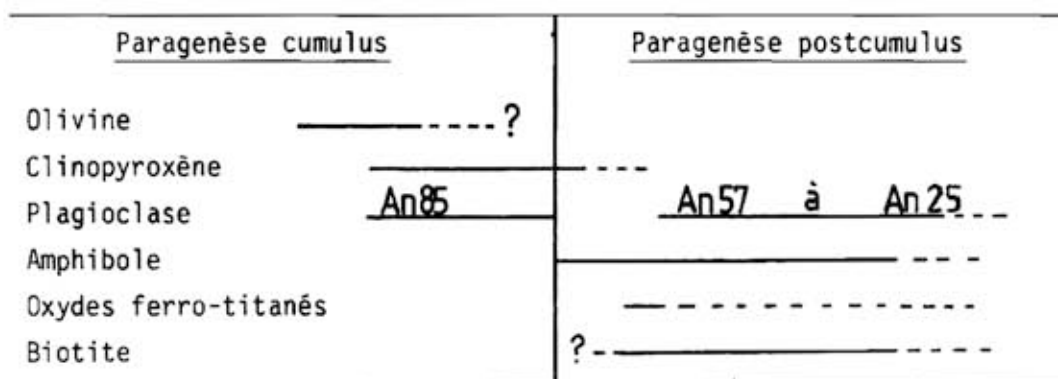 Paragenèse cumulus Paragenèse postcumulus
Olivine ?
Clinopyroxène
Plagioclase An85 An57 à An25
Amphibole
Oxydes ferro-titanés
Biotite ?